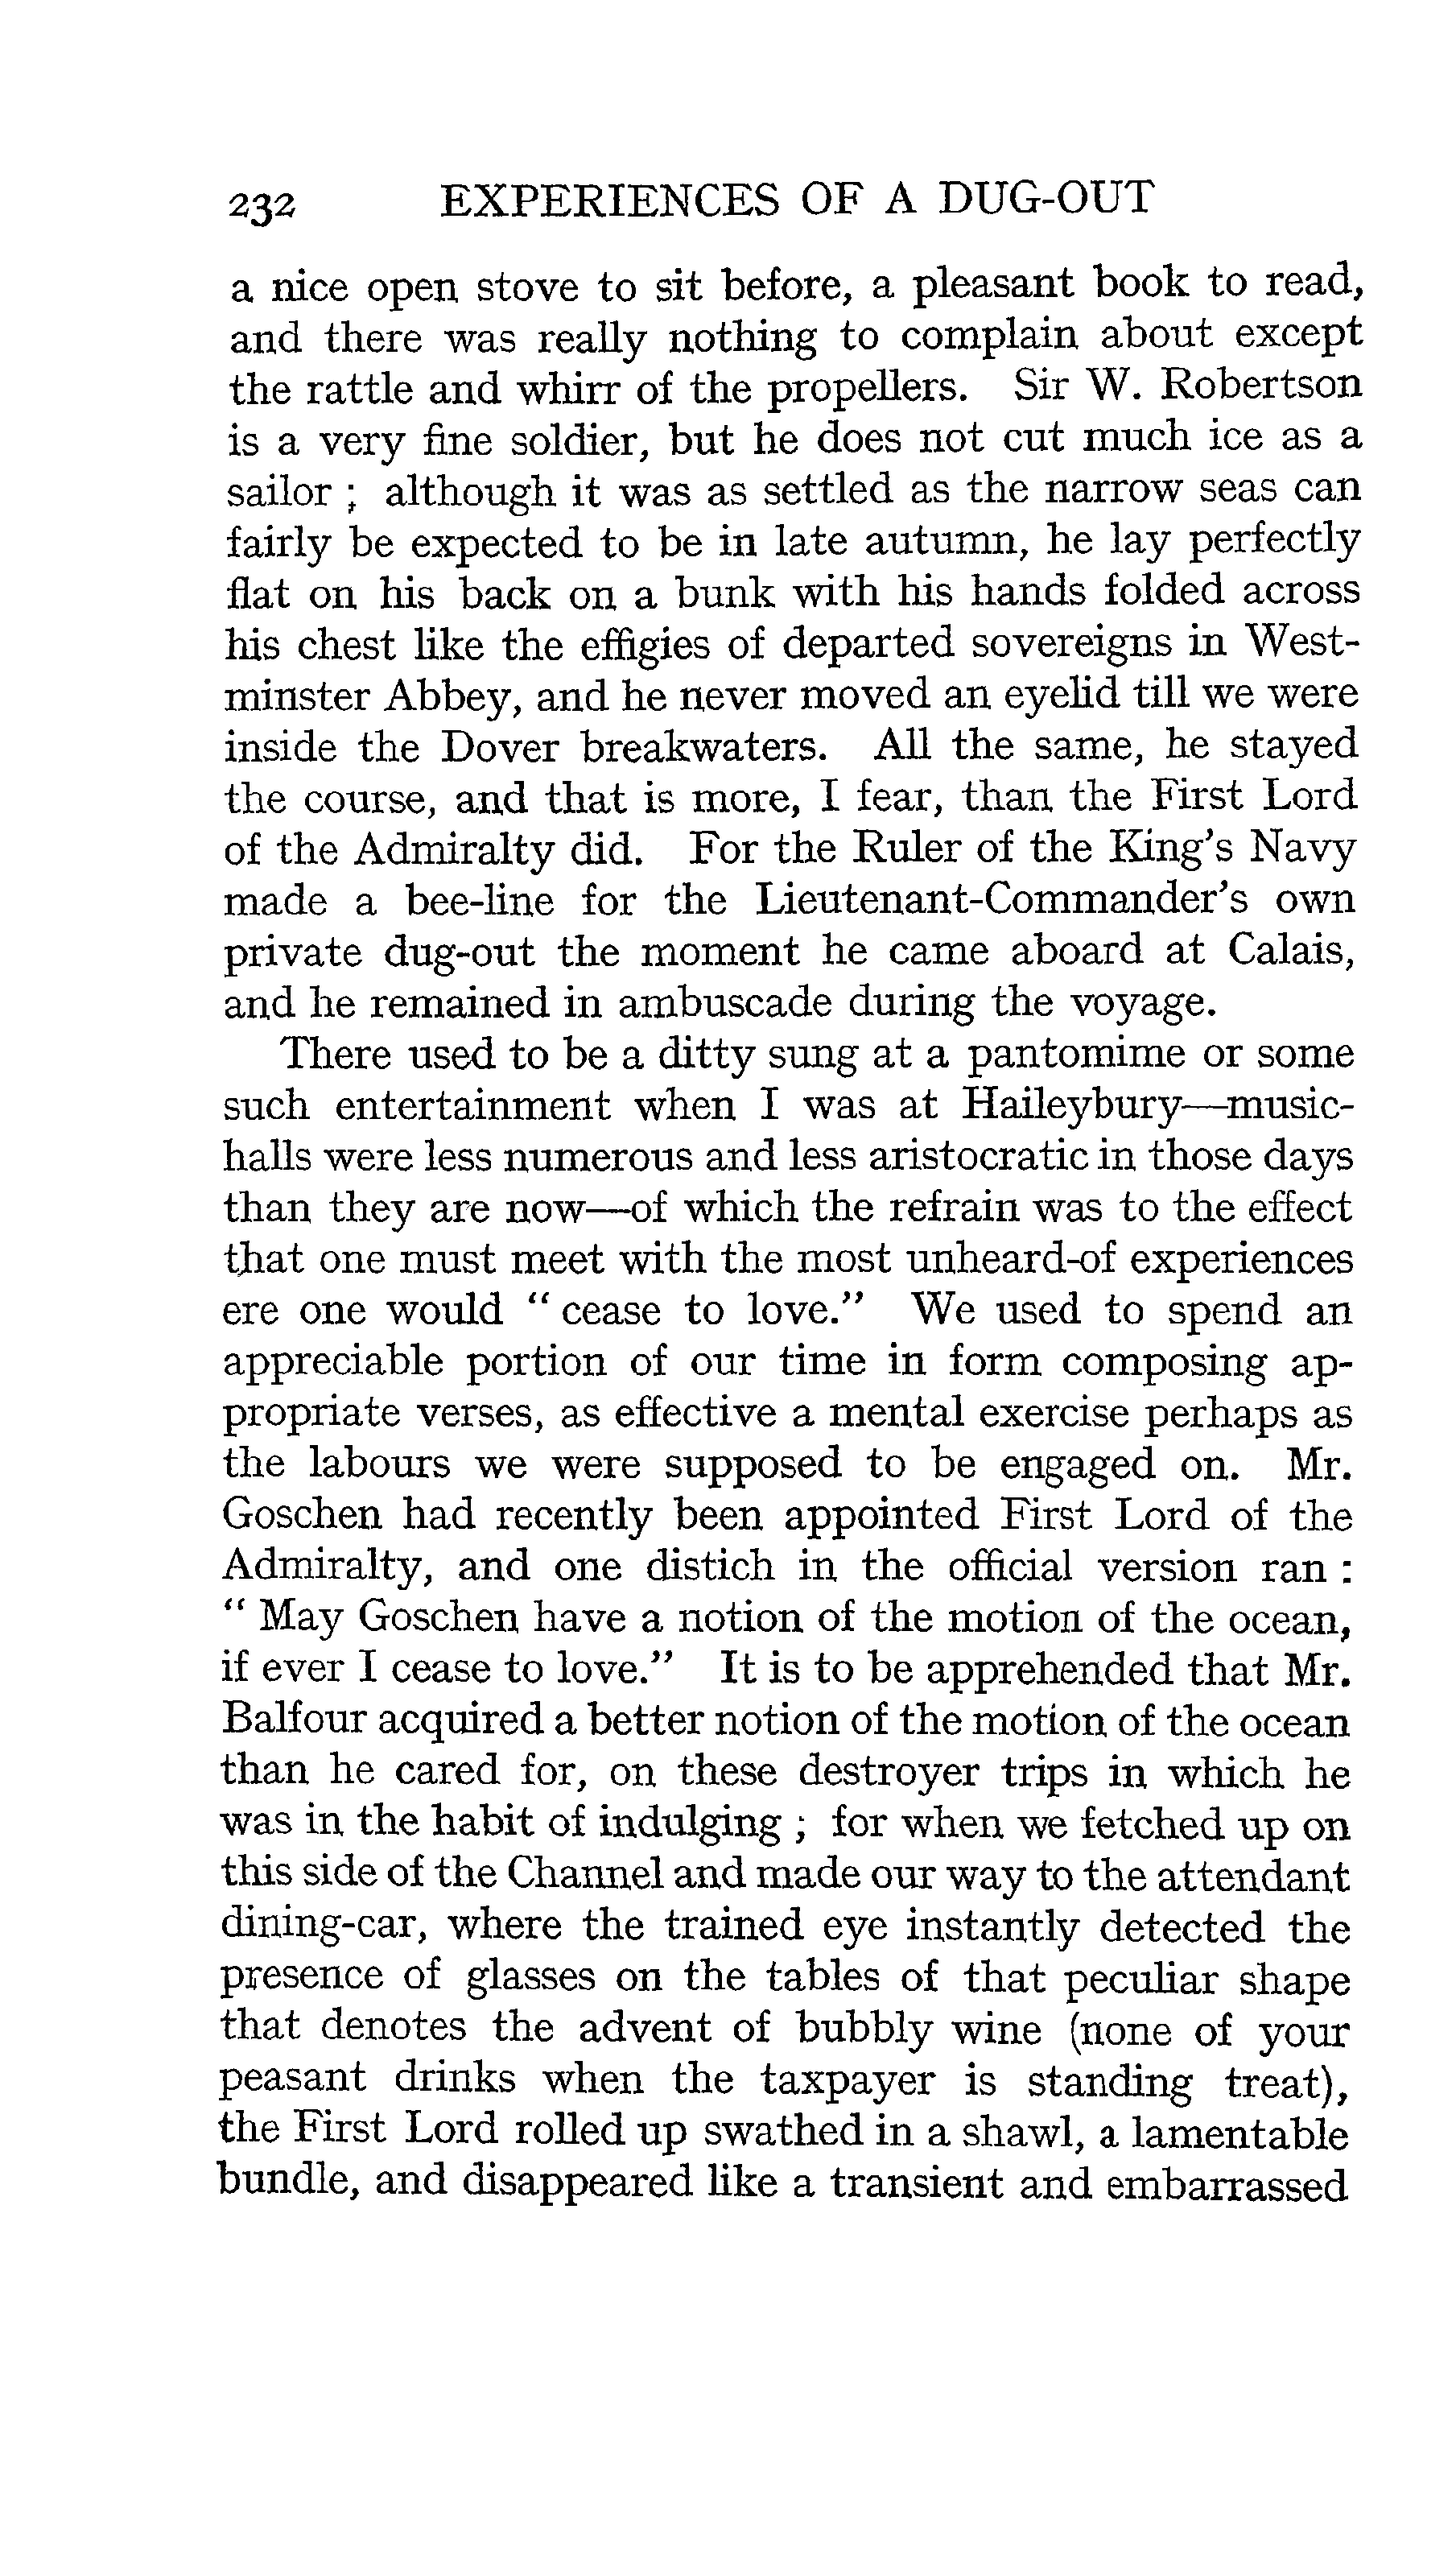 232 EXPERIENCES OF A DUG-OUT
a nice open stove to sit before, a pleasant book to read,
and there was really nothing to complain about except
the rattle and whirr of the propellers. Sir W. Robertson
is a very fine soldier, but he does not cut much ice as a
sailor ; although it was as settled as the narrow seas can
fairly be expected to be in late autumn, he lay perfectly
flat on his back on a bunk with his hands folded across
his chest like the effigies of departed sovereigns in West-
minster Abbey, and he never moved an eyelid till we were
inside the Dover breakwaters. All the same, he stayed
the course, and that is more, I fear, than the First Lord
of the Admiralty did. For the Ruler of the King's Navy
made a bee-line for the Lieutenant-Commander's own
private dug-out the moment he came aboard at Calais,
and he remained in ambuscade during the voyage.
There used to be a ditty sung at a pantomime or some
such entertainment when I was at Haileybury—music-
halls were less numerous and less aristocratic in those days
than they are now—of which the refrain was to the effect
that one must meet with the most unheard-of experiences
ere one would " cease to love." We used to spend an
appreciable portion of our time in form composing ap-
propriate verses, as effective a mental exercise perhaps as
the labours we were supposed to be engaged on. Mr.
Goschen had recently been appointed First Lord of the
Admiralty, and one distich in the official version ran :
" May Goschen have a notion of the motion of the ocean,
if ever I cease to love." It is to be apprehended that Mr.
Balfour acquired a better notion of the motion of the ocean
than he cared for, on these destroyer trips in which he
was in the habit of indulging ; for when we fetched up on
this side of the Channel and made our way to the attendant
dining-car, where the trained eye instantly detected the
presence of glasses on the tables of that peculiar shape
that denotes the advent of bubbly wine (none of your
peasant drinks when the taxpayer is standing treat),
the First Lord rolled up swathed in a shawl, a lamentable
bundle, and disappeared like a transient and embarrassed